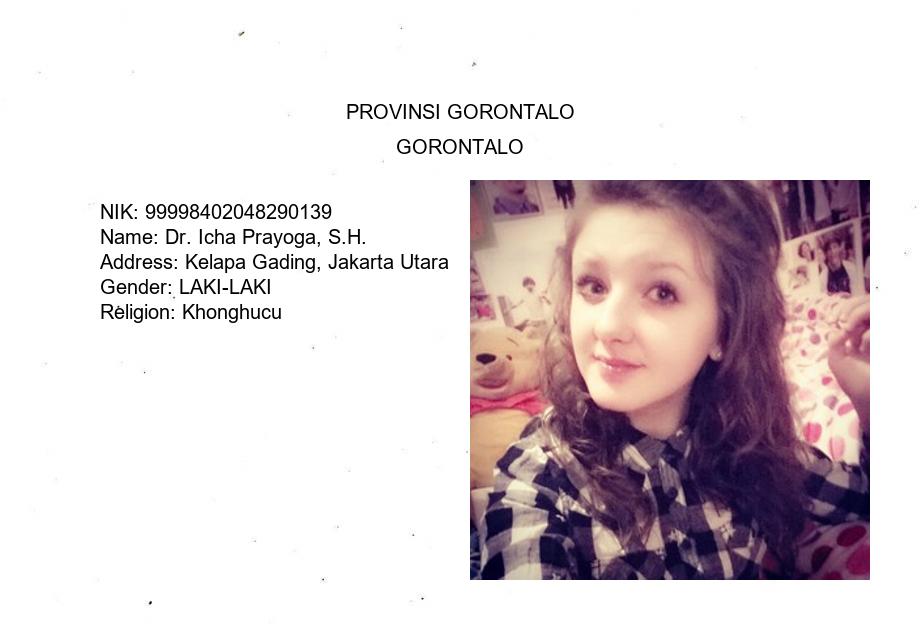 PROVINSI GORONTALO
GORONTALO
NIK: 99998402048290139
Name: Dr. Icha Prayoga, S.H.
Address: Kelapa Gading, Jakarta Utara
Gender: LAKI-LAKI
Religion: Khonghucu